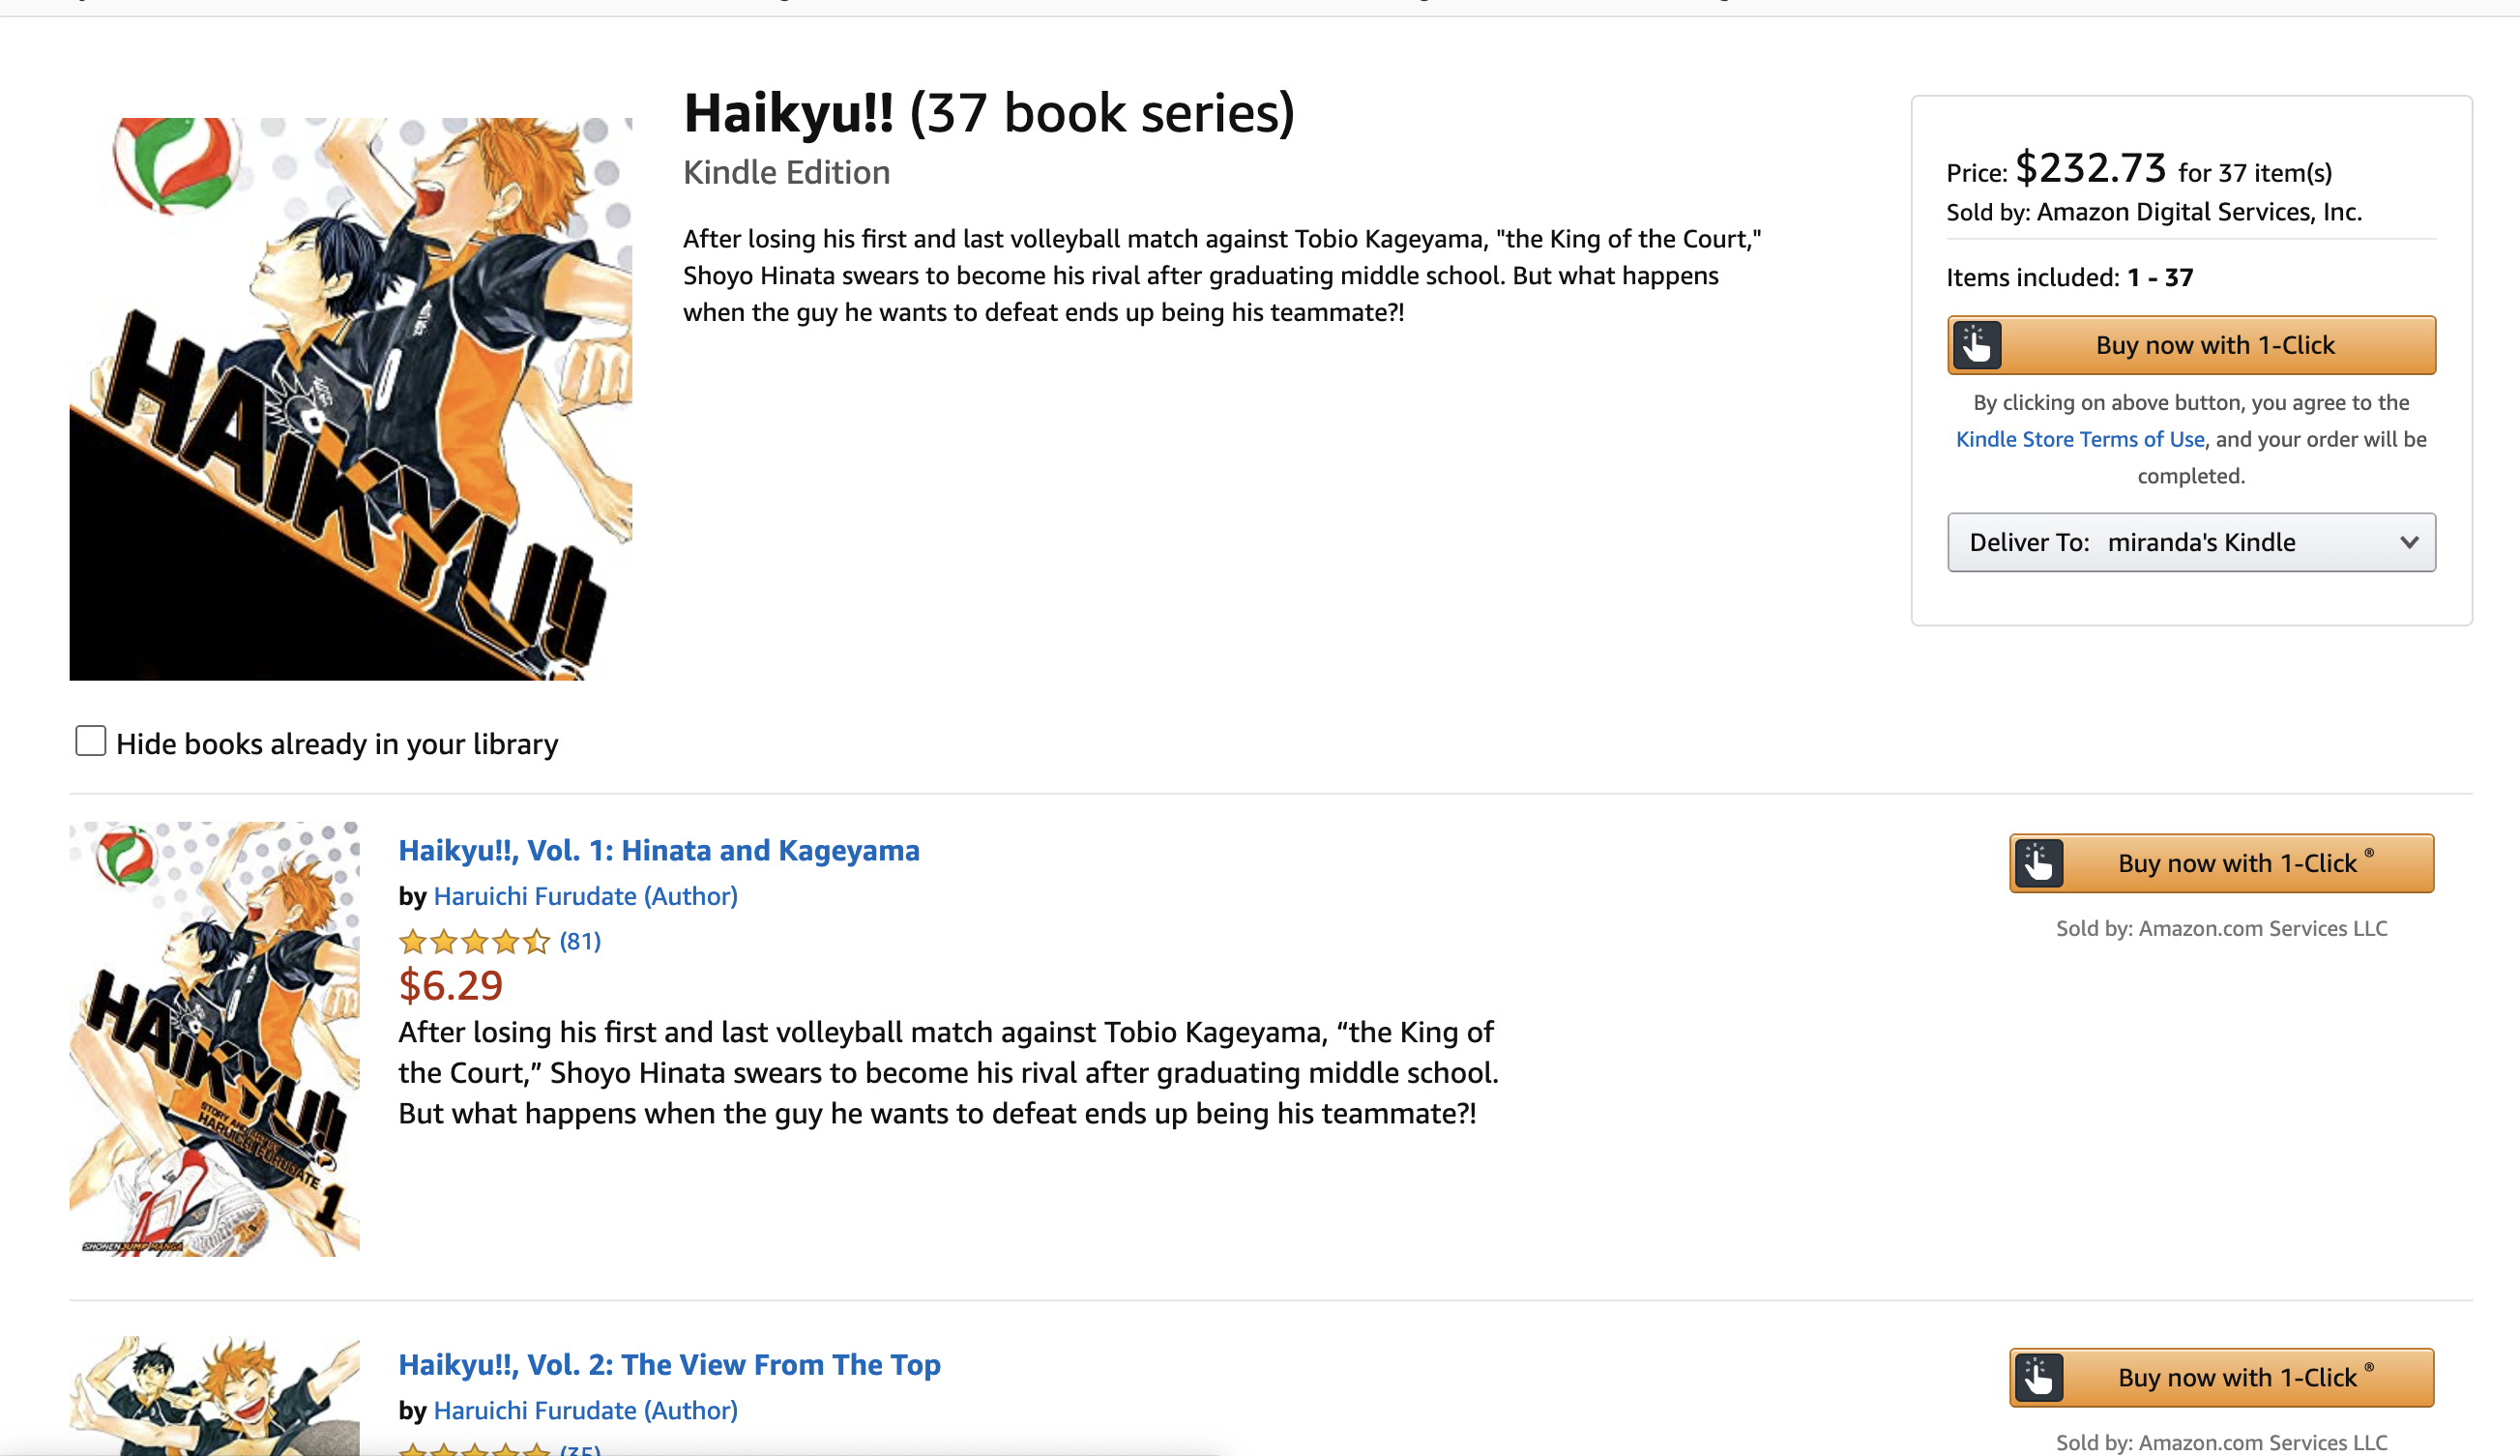 Haikyu!! (37 book series)
Kindle Edition
After losing his first and last volleyball match against Tobio Kageyama, "the King of the Court,"
Shoyo Hinata swears to become his rival after graduating middle school. But what happens
when the guy he wants to defeat ends up being his teammate?!
HAIKYU!!
Price: $232.73 for 37 item(s)
Sold by: Amazon Digital Services, Inc.
Items included: 1 - 37
Buy now with 1-Click
By clicking on above button, you agree to the
Kindle Store Terms of Use, and your order will be
completed.
Deliver To: miranda's Kindle
Hide books already in your library
HAIKYU!!
STORY AND ART BY
HARUICHI FURUDATE
1
SHONEN JUMP MANGA
Haikyu!!, Vol. 1: Hinata and Kageyama
by Haruichi Furudate (Author)
(81)
$6.29
After losing his first and last volleyball match against Tobio Kageyama, “the King of
the Court,” Shoyo Hinata swears to become his rival after graduating middle school.
But what happens when the guy he wants to defeat ends up being his teammate?!
Buy now with 1-Click ®
Sold by: Amazon.com Services LLC
Haikyu!!, Vol. 2: The View From The Top
by Haruichi Furudate (Author)
(35)
Buy now with 1-Click ®
Sold by: Amazon.com Services LLC